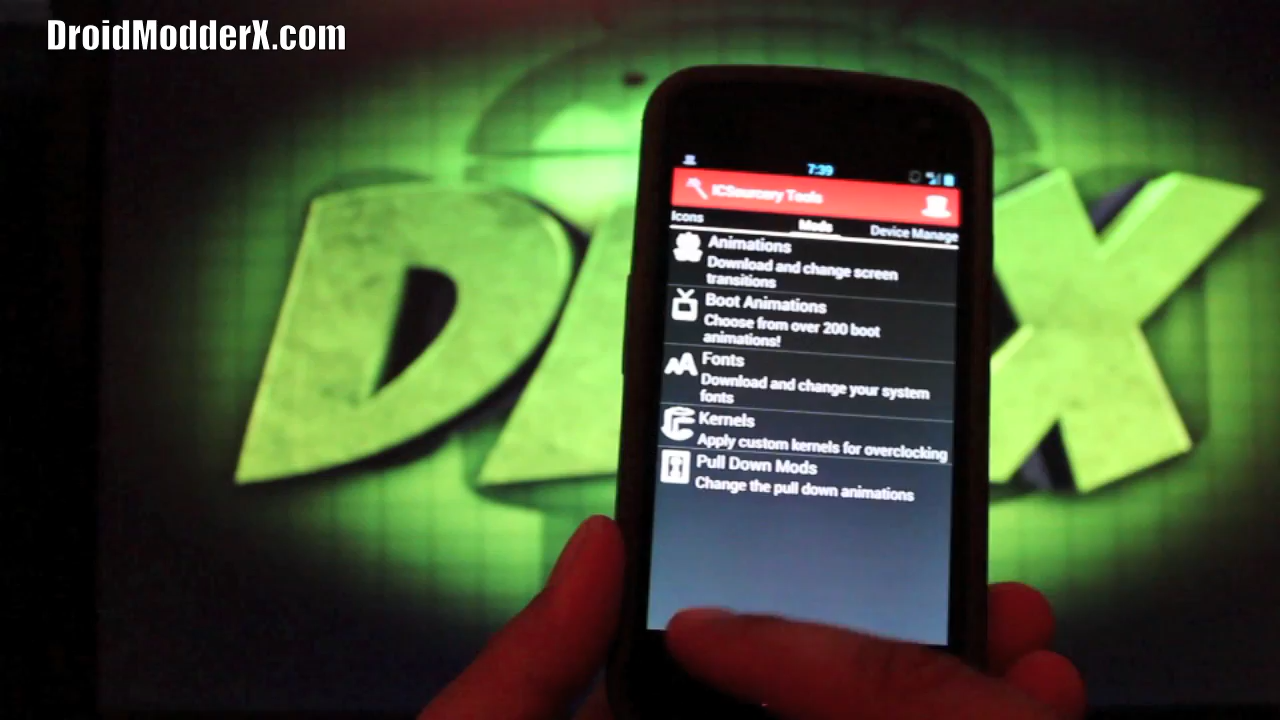 DroidModderX.com
7:39
ICSourcery Tools
Icons Mods Device Manage
Animations
Download and change screen
transitions
Boot Animations
Choose from over 200 boot
animations!
Fonts
Download and change your system
fonts
Kernels
Apply custom kernels for overclocking
Pull Down Mods
Change the pull down animations